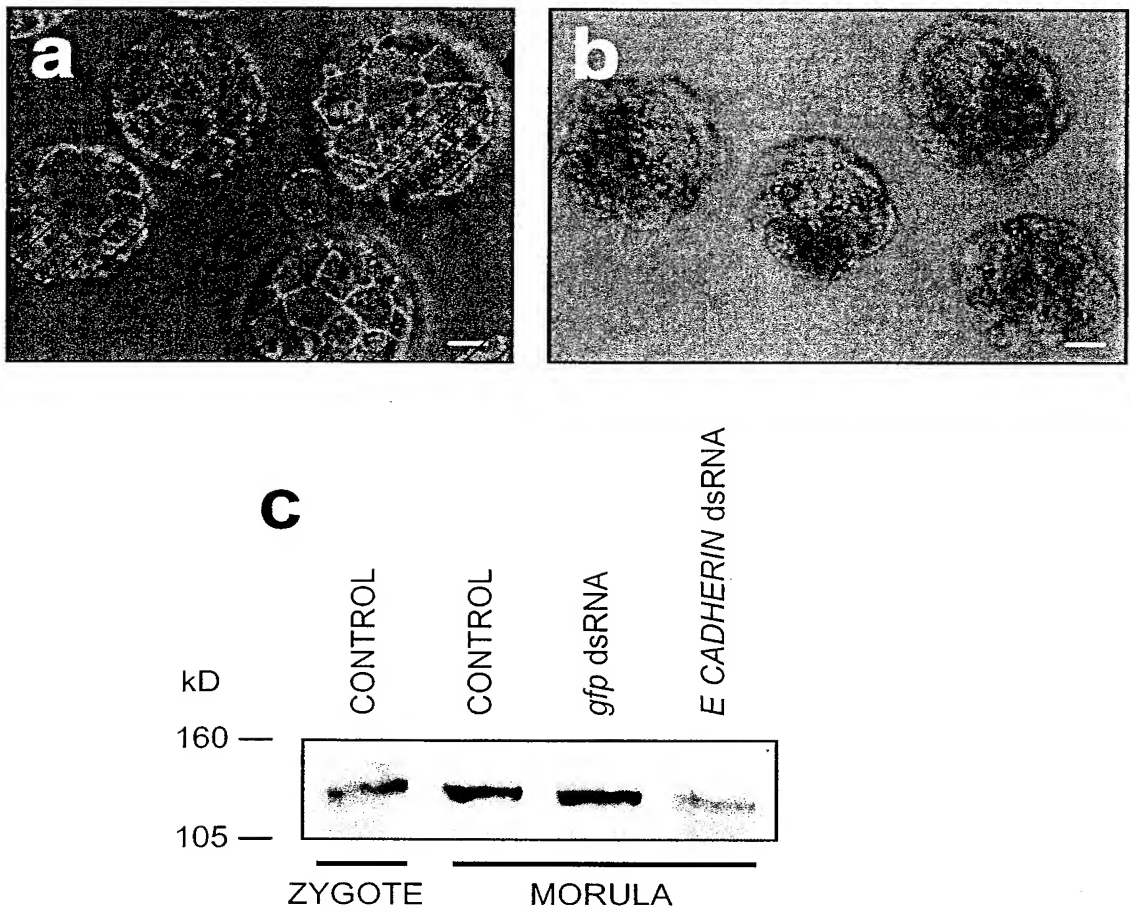 a
b
c
CONTROL
CONTROL
gfp dsRNA
E CADHERIN dsRNA
kD
160
105
ZYGOTE
MORULA